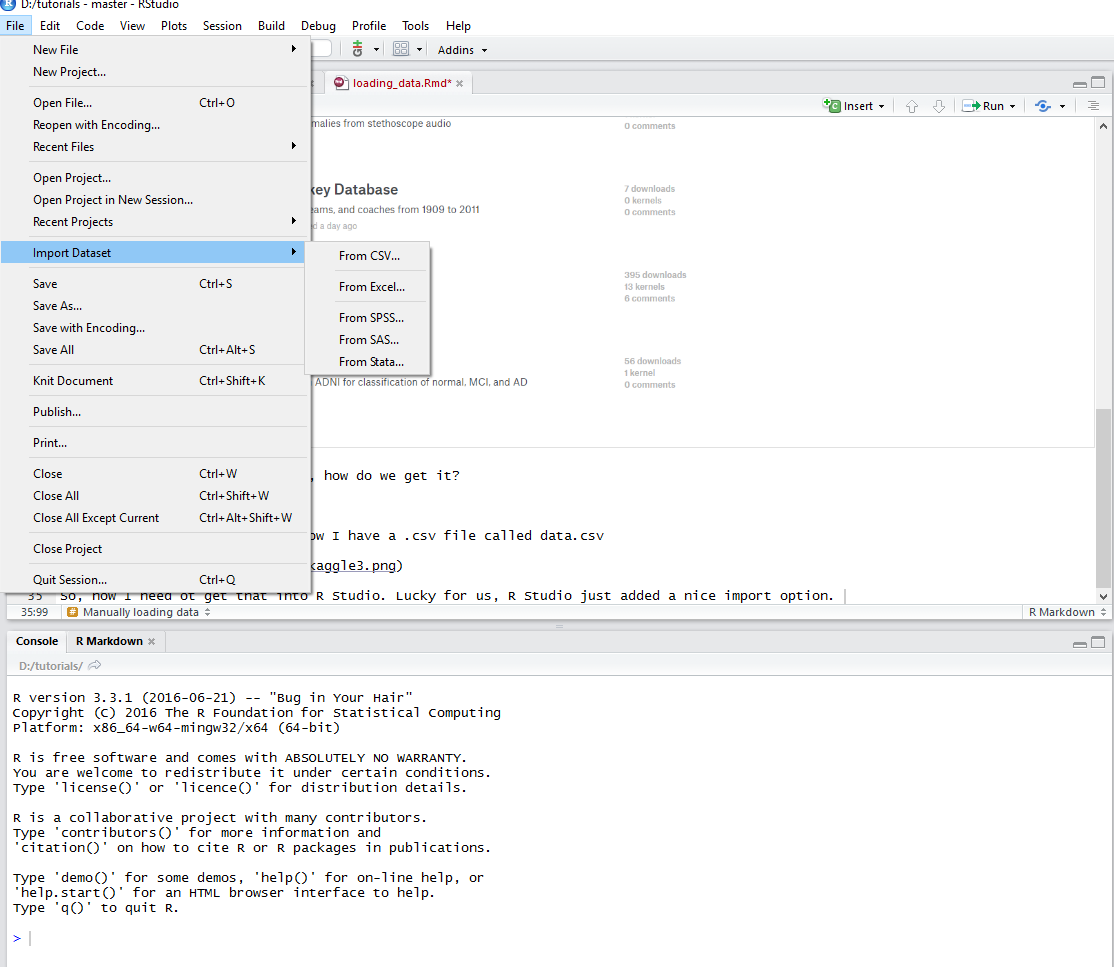 D:/tutorials - master - RStudio
File Edit Code View Plots Session Build Debug Profile Tools Help
New File
New Project...
Open File... Ctrl+O
Reopen with Encoding...
Recent Files
Open Project...
Open Project in New Session...
Recent Projects
Import Dataset
Save Ctrl+S
Save As...
Save with Encoding...
Save All Ctrl+Alt+S
Knit Document Ctrl+Shift+K
Publish...
Print...
Close Ctrl+W
Close All Ctrl+Shift+W
Close All Except Current Ctrl+Alt+Shift+W
Close Project
Quit Session... Ctrl+Q
From CSV...
From Excel...
From SPSS...
From SAS...
From Stata...
Addins
loading_data.Rmd*
Insert Run
malies from stethoscope audio
0 comments
key Database
7 downloads
eams, and coaches from 1909 to 2011
0 kernels
d a day ago
0 comments
395 downloads
13 kernels
6 comments
56 downloads
1 kernel
ADNI for classification of normal, MCI, and AD
0 comments
, how do we get it?
ow I have a .csv file called data.csv
kaggle3.png)
35 So, now I need ot get that into R Studio. Lucky for us, R Studio just added a nice import option.
35:99 Manually loading data R Markdown
Console R Markdown
D:/tutorials/
R version 3.3.1 (2016-06-21) -- "Bug in Your Hair"
Copyright (C) 2016 The R Foundation for Statistical Computing
Platform: x86_64-w64-mingw32/x64 (64-bit)
R is free software and comes with ABSOLUTELY NO WARRANTY.
You are welcome to redistribute it under certain conditions.
Type 'license()' or 'licence()' for distribution details.
R is a collaborative project with many contributors.
Type 'contributors()' for more information and
'citation()' on how to cite R or R packages in publications.
Type 'demo()' for some demos, 'help()' for on-line help, or
'help.start()' for an HTML browser interface to help.
Type 'q()' to quit R.
>